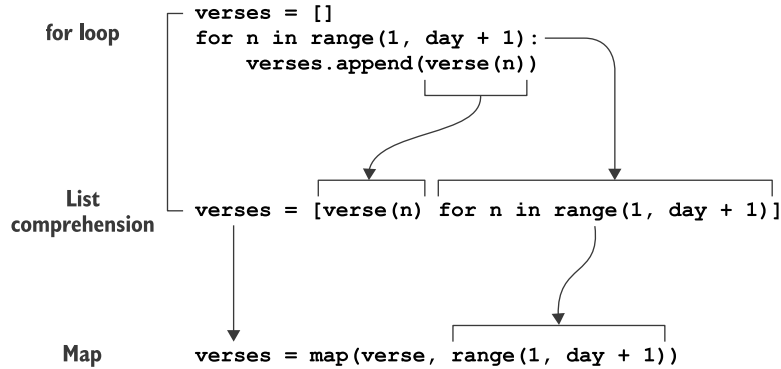 for loop
verses = []
for n in range(1, day + 1):
    verses.append(verse(n))
List
comprehension
verses = [verse(n) for n in range(1, day + 1)]
Map
verses = map(verse, range(1, day + 1))